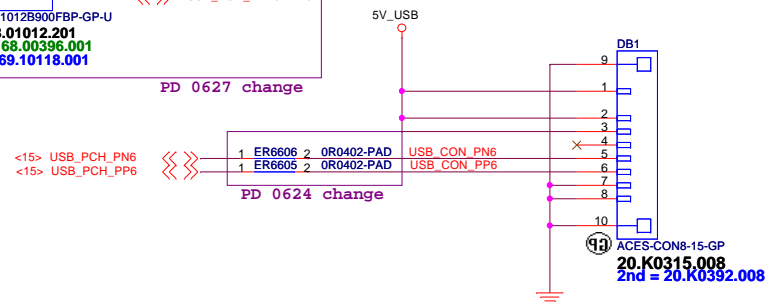 1012B900FBP-GP-U
.01012.201
68.00396.001
69.10118.001
PD 0627 change
5V_USB
DB1
9
1
2
3
4
5
6
7
8
10
<15> USB_PCH_PN6
1 ER6606 2 0R0402-PAD USB_CON_PN6
<15> USB_PCH_PP6
1 ER6605 2 0R0402-PAD USB_CON_PP6
PD 0624 change
ACES-CON8-15-GP
20.K0315.008
2nd = 20.K0392.008